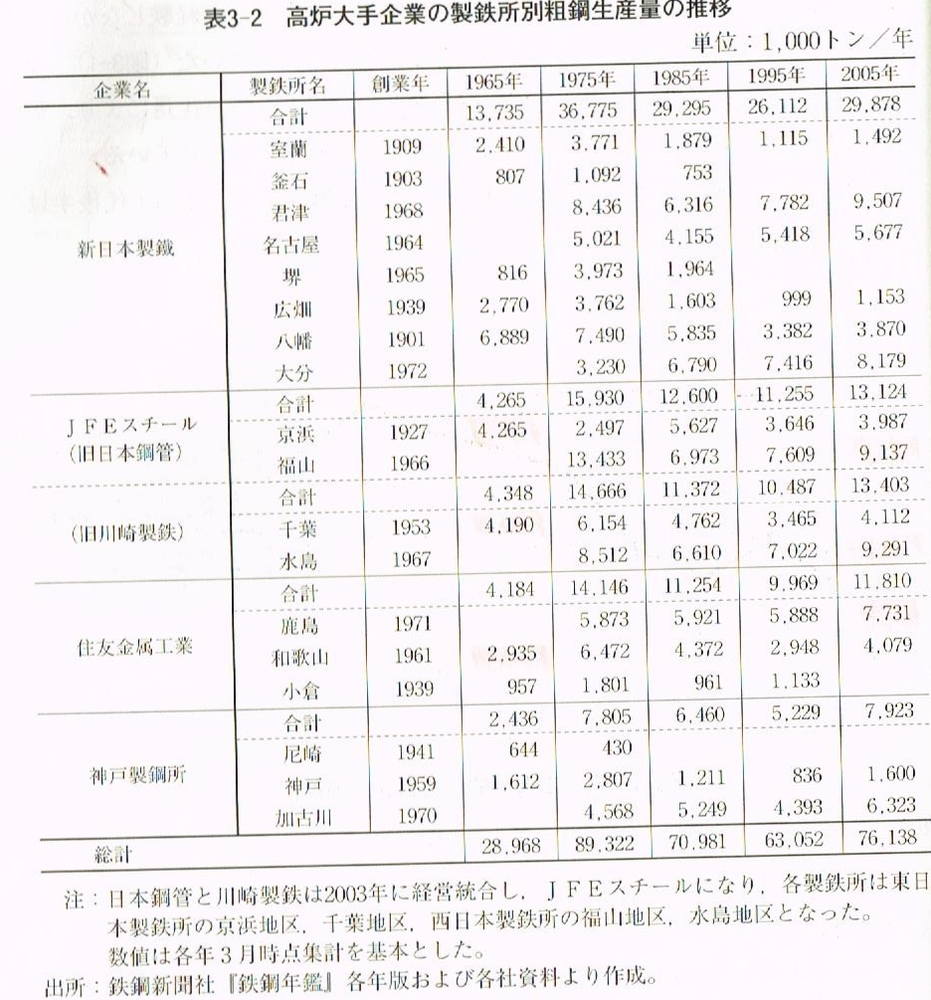 表3-2 高炉大手企業の製鉄所別粗鋼生産量の推移
単位:1,000トン/年
企業名 製鉄所名 創業年 1965年 1975年 1985年 1995年 2005年
新日本製鐵
合計 13,735 36,775 29,295 26,112 29,878
室蘭 1909 2,410 3,771 1,879 1,115 1,492
釜石 1903 807 1,092 753
君津 1968 8,436 6,316 7,782 9,507
名古屋 1964 5,021 4,155 5,418 5,677
堺 1965 816 3,973 1,964
広畑 1939 2,770 3,762 1,603 999 1,153
八幡 1901 6,889 7,490 5,835 3,382 3,870
大分 1972 3,230 6,790 7,416 8,179
JFEスチール
(旧日本鋼管)
合計 4,265 15,930 12,600 11,255 13,124
京浜 1927 4,265 2,497 5,627 3,646 3,987
福山 1966 13,433 6,973 7,609 9,137
(旧川崎製鉄)
合計 4,348 14,666 11,372 10,487 13,403
千葉 1953 4,190 6,154 4,762 3,465 4,112
水島 1967 8,512 6,610 7,022 9,291
住友金属工業
合計 4,184 14,146 11,254 9,969 11,810
鹿島 1971 5,873 5,921 5,888 7,731
和歌山 1961 2,935 6,472 4,372 2,948 4,079
小倉 1939 957 1,801 961 1,133
神戸製鋼所
合計 2,436 7,805 6,460 5,229 7,923
尼崎 1941 644 430
神戸 1959 1,612 2,807 1,211 836 1,600
加古川 1970 4,568 5,249 4,393 6,323
総計 28,968 89,322 70,981 63,052 76,138
注:日本鋼管と川崎製鉄は2003年に経営統合し,JFEスチールになり,各製鉄所は東日
本製鉄所の京浜地区,千葉地区,西日本製鉄所の福山地区,水島地区となった。
数値は各年3月時点集計を基本とした。
出所:鉄鋼新聞社『鉄鋼年鑑』各年版および各社資料より作成。